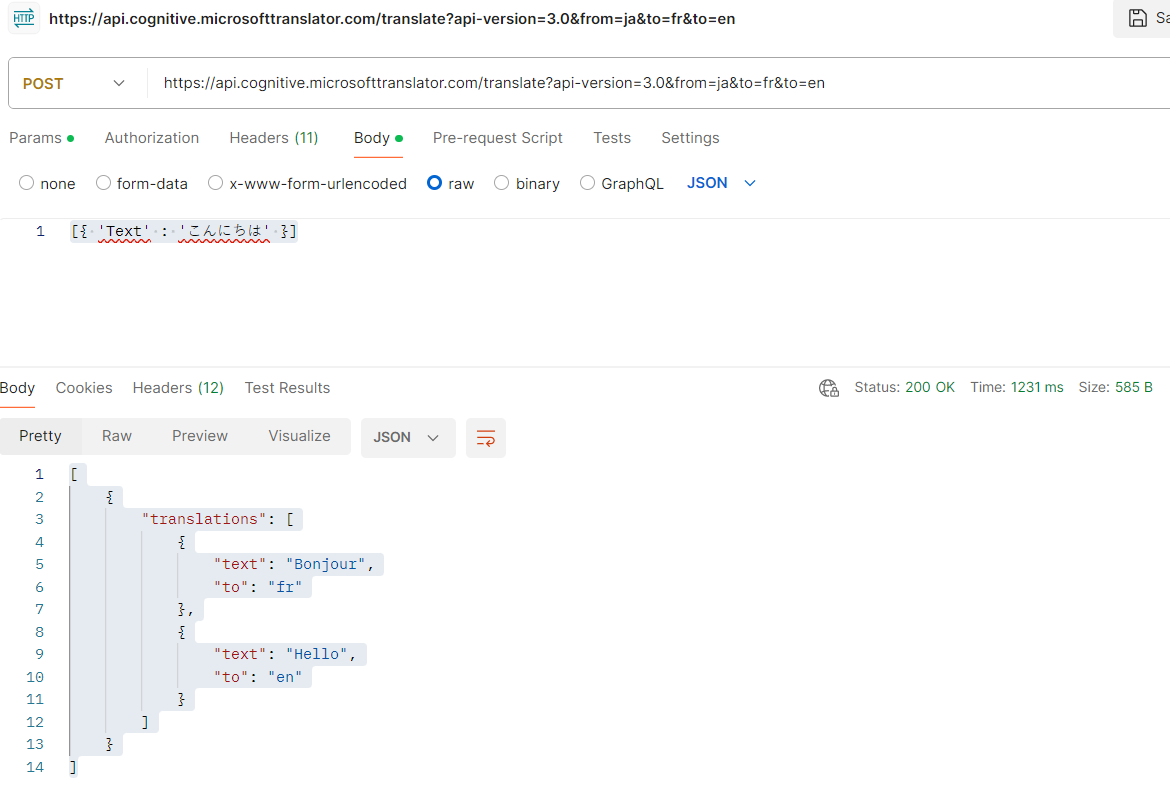 HTTP https://api.cognitive.microsofttranslator.com/translate?api-version=3.0&from=ja&to=fr&to=en
POST https://api.cognitive.microsofttranslator.com/translate?api-version=3.0&from=ja&to=fr&to=en
Params Authorization Headers (11) Body Pre-request Script Tests Settings
none form-data x-www-form-urlencoded raw binary GraphQL JSON
1 [{ 'Text' : 'こんにちは' }]
Body Cookies Headers (12) Test Results Status: 200 OK Time: 1231 ms Size: 585 B
Pretty Raw Preview Visualize JSON
1 [
2 {
3 "translations": [
4 {
5 "text": "Bonjour",
6 "to": "fr"
7 },
8 {
9 "text": "Hello",
10 "to": "en"
11 }
12 ]
13 }
14 ]